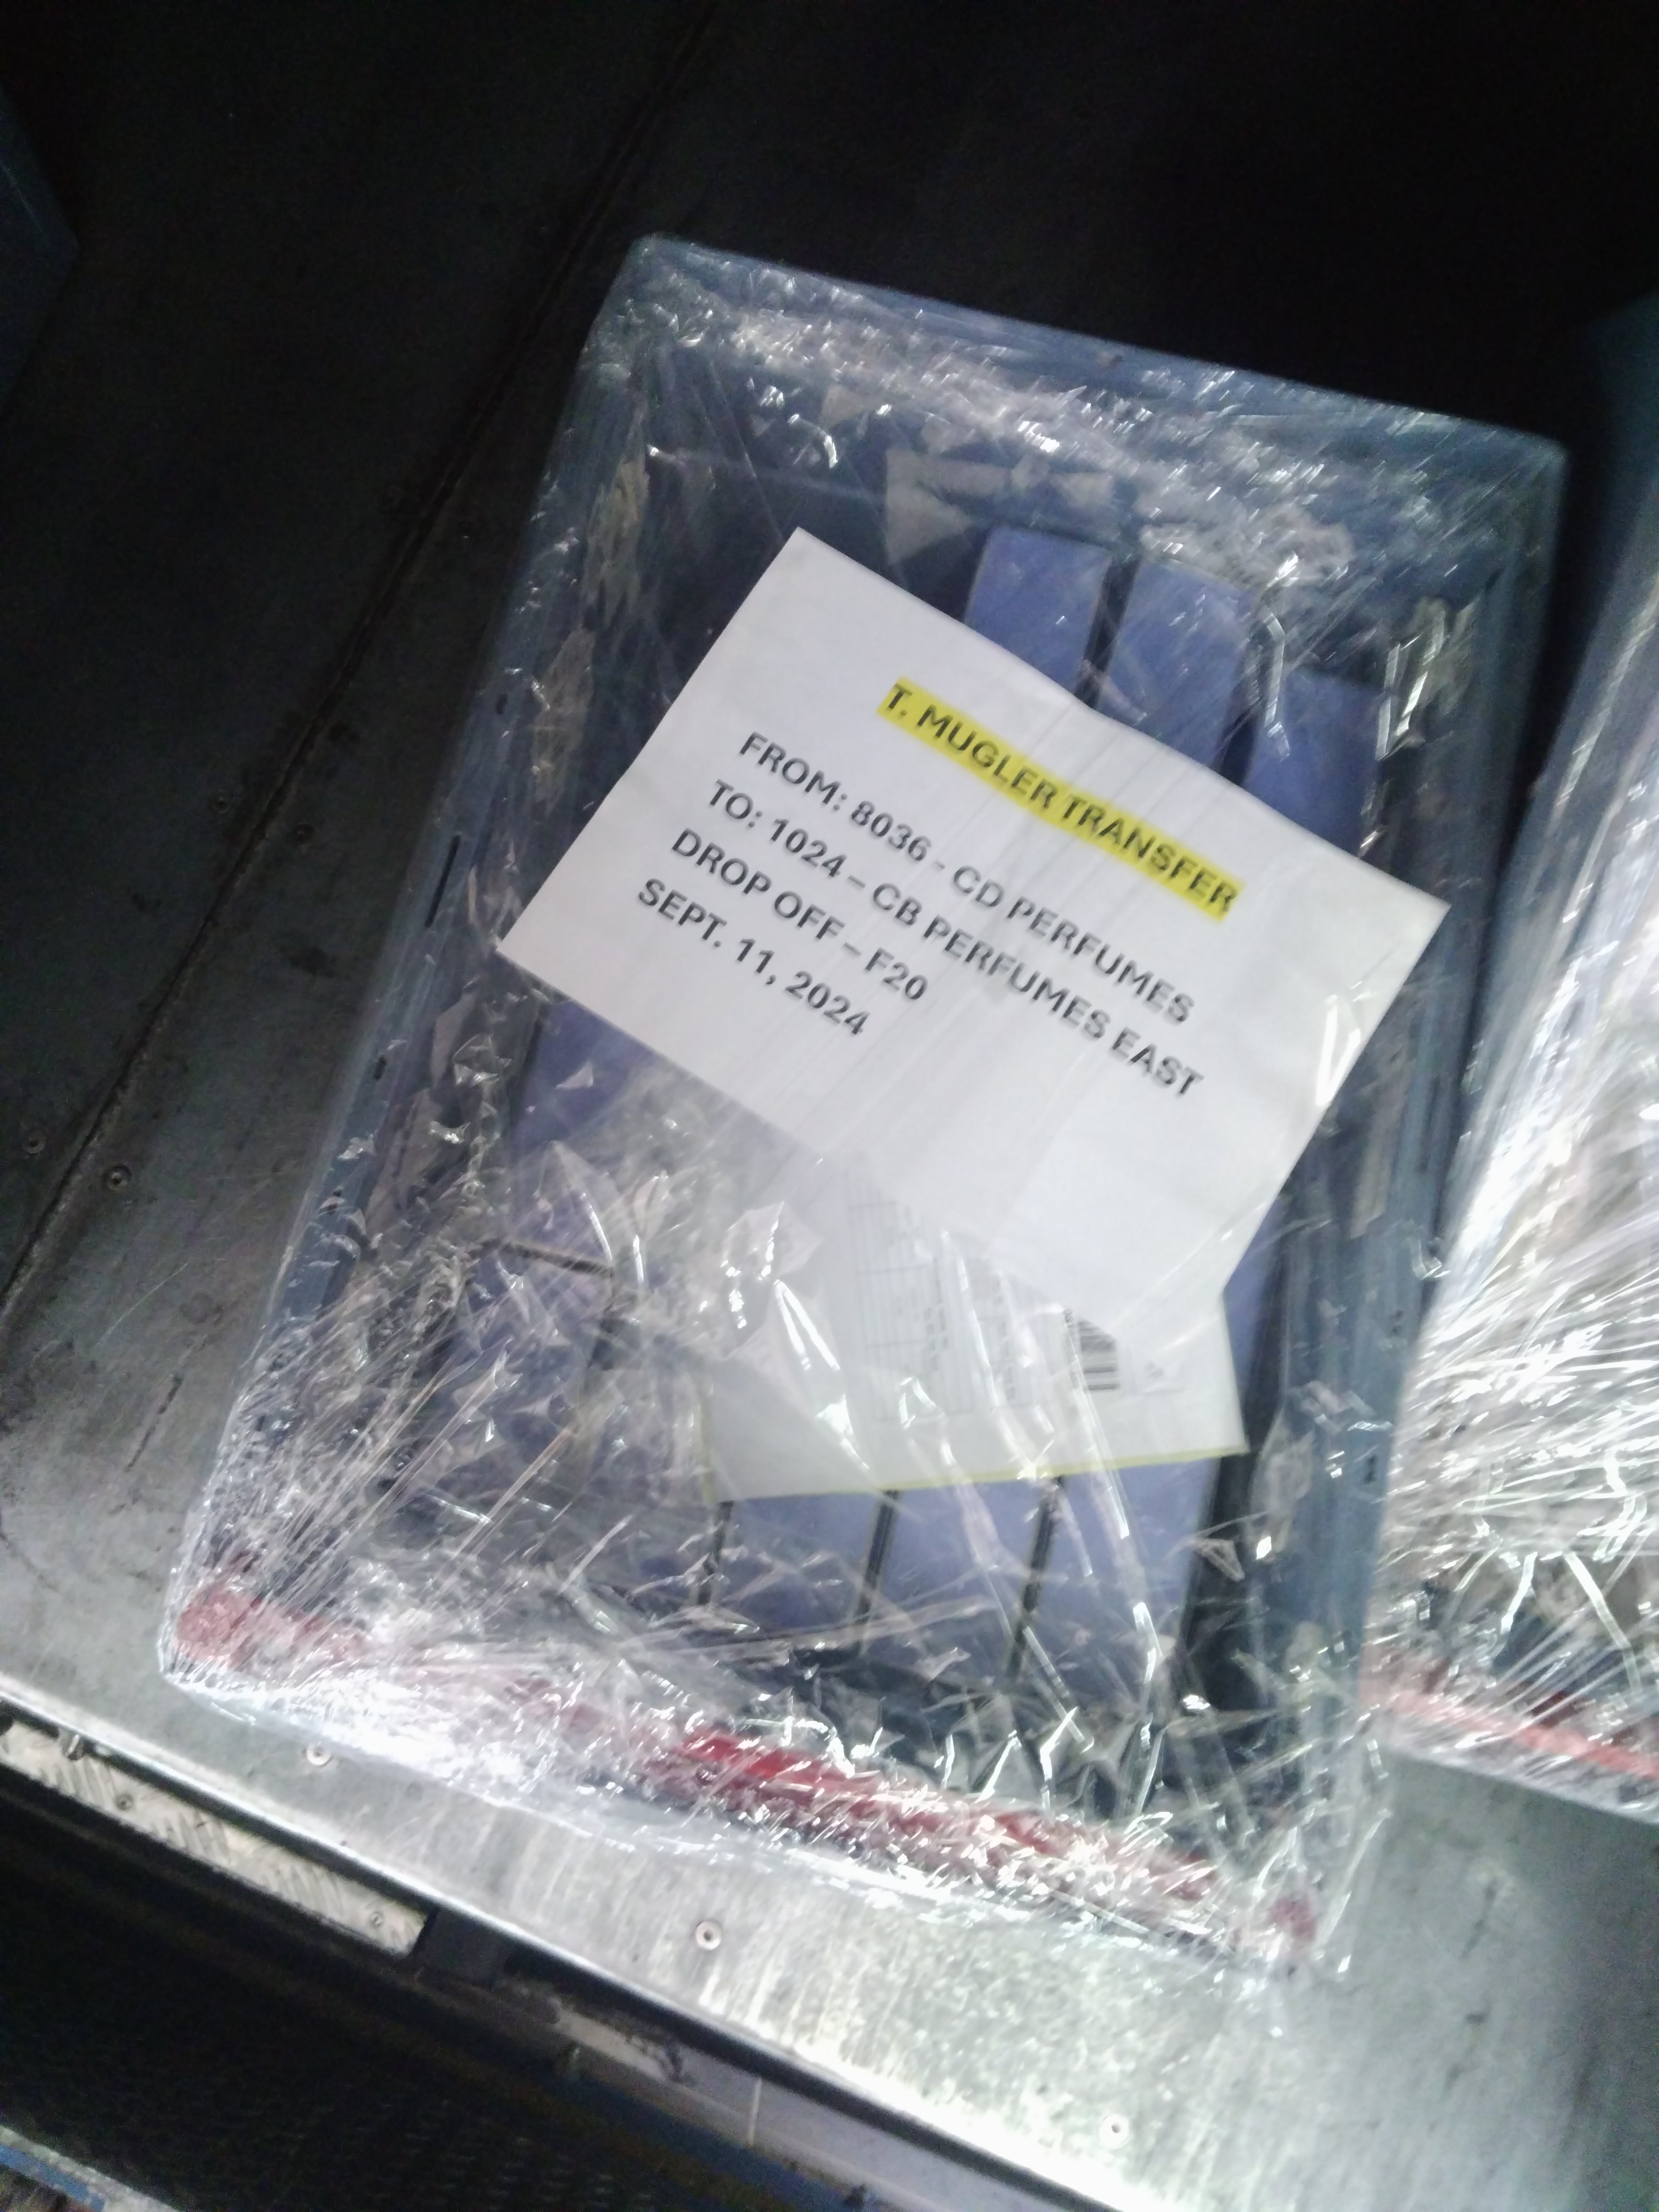 T. MUGLER TRANSFER
FROM: 8036 - CD PERFUMES
TO: 1024 – CB PERFUMES EAST
DROP OFF – F20
SEPT. 11, 2024